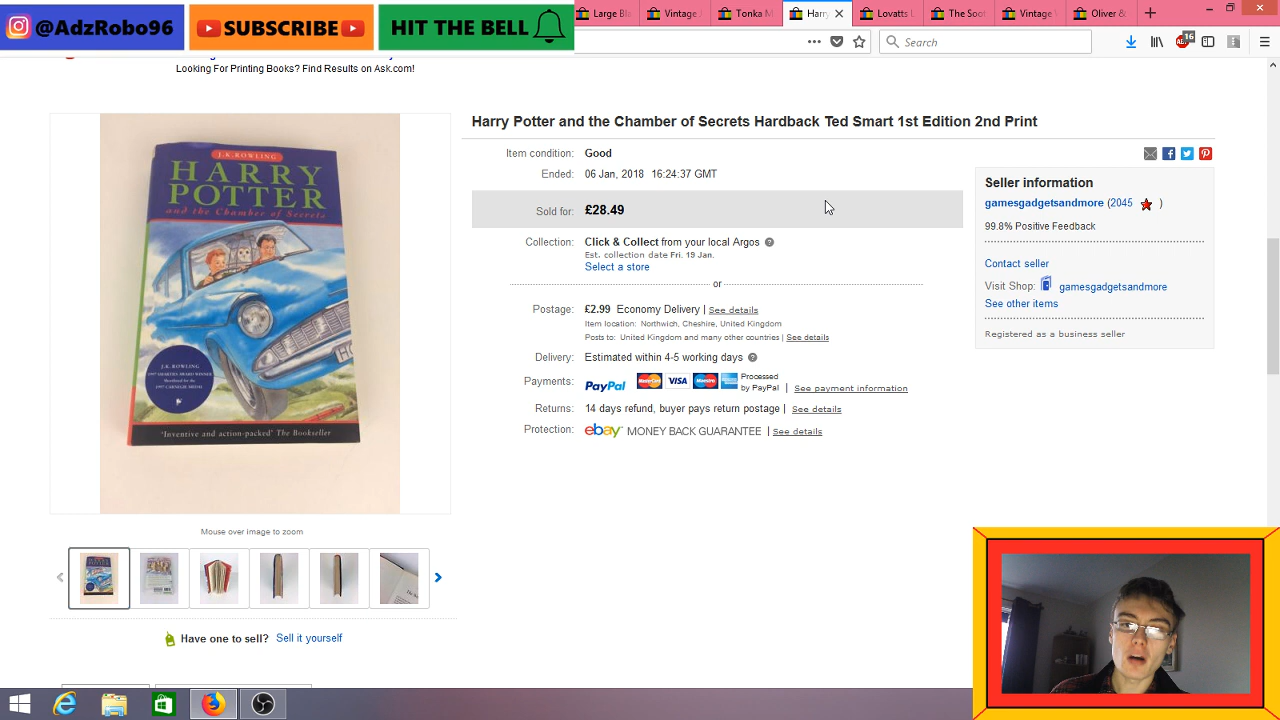 @AdzRobo96
SUBSCRIBE
HIT THE BELL
Large Bl
Vintage
Tonka M
Harry
Lovatts
The Soot
Vintage
Oliver &
Search
16
Looking For Printing Books? Find Results on Ask.com!
J.K.ROWLING
HARRY
POTTER
and the Chamber of Secrets
J.K.ROWLING
'Inventive and action-packed' The Bookseller
Mouse over image to zoom
Have one to sell? Sell it yourself
Harry Potter and the Chamber of Secrets Hardback Ted Smart 1st Edition 2nd Print
Item condition: Good
Ended: 06 Jan, 2018 16:24:37 GMT
Sold for: £28.49
Collection: Click & Collect from your local Argos
Est. collection date Fri. 19 Jan.
Select a store
or
Postage: £2.99 Economy Delivery | See details
Item location: Northwich, Cheshire, United Kingdom
Posts to: United Kingdom and many other countries | See details
Delivery: Estimated within 4-5 working days
Payments: PayPal MasterCard VISA Maestro Processed by PayPal | See payment information
Returns: 14 days refund, buyer pays return postage | See details
Protection: ebay MONEY BACK GUARANTEE | See details
Seller information
gamesgadgetsandmore (2045 )
99.8% Positive Feedback
Contact seller
Visit Shop: gamesgadgetsandmore
See other items
Registered as a business seller